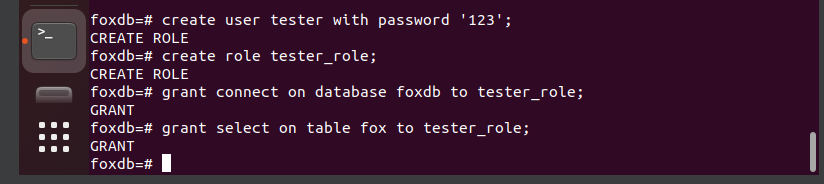 foxdb=# create user tester with password '123';
CREATE ROLE
foxdb=# create role tester_role;
CREATE ROLE
foxdb=# grant connect on database foxdb to tester_role;
GRANT
foxdb=# grant select on table fox to tester_role;
GRANT
foxdb=#